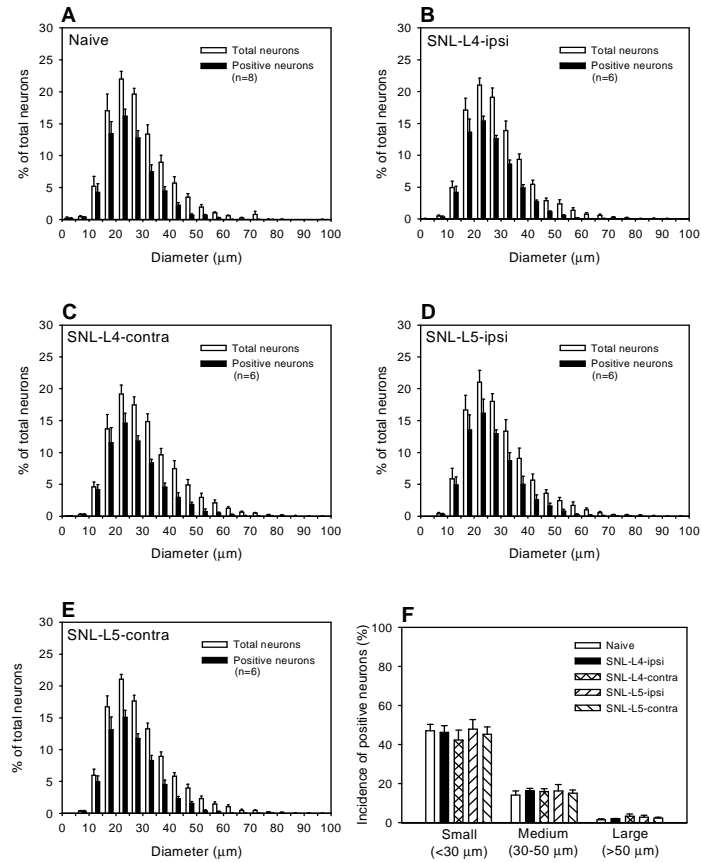 A
Naive
Total neurons
Positive neurons
(n=8)
% of total neurons
30
25
20
15
10
5
0
0 10 20 30 40 50 60 70 80 90 100
Diameter (μm)
B
SNL-L4-ipsi
Total neurons
Positive neurons
(n=6)
% of total neurons
30
25
20
15
10
5
0
0 10 20 30 40 50 60 70 80 90 100
Diameter (μm)
C
SNL-L4-contra
Total neurons
Positive neurons
(n=6)
% of total neurons
30
25
20
15
10
5
0
0 10 20 30 40 50 60 70 80 90 100
Diameter (μm)
D
SNL-L5-ipsi
Total neurons
Positive neurons
(n=6)
% of total neurons
30
25
20
15
10
5
0
0 10 20 30 40 50 60 70 80 90 100
Diameter (μm)
E
SNL-L5-contra
Total neurons
Positive neurons
(n=6)
% of total neurons
30
25
20
15
10
5
0
0 10 20 30 40 50 60 70 80 90 100
Diameter (μm)
F
Naive
SNL-L4-ipsi
SNL-L4-contra
SNL-L5-ipsi
SNL-L5-contra
Incidence of positive neurons (%)
100
80
60
40
20
0
Small Medium Large
(<30 μm) (30-50 μm) (>50 μm)